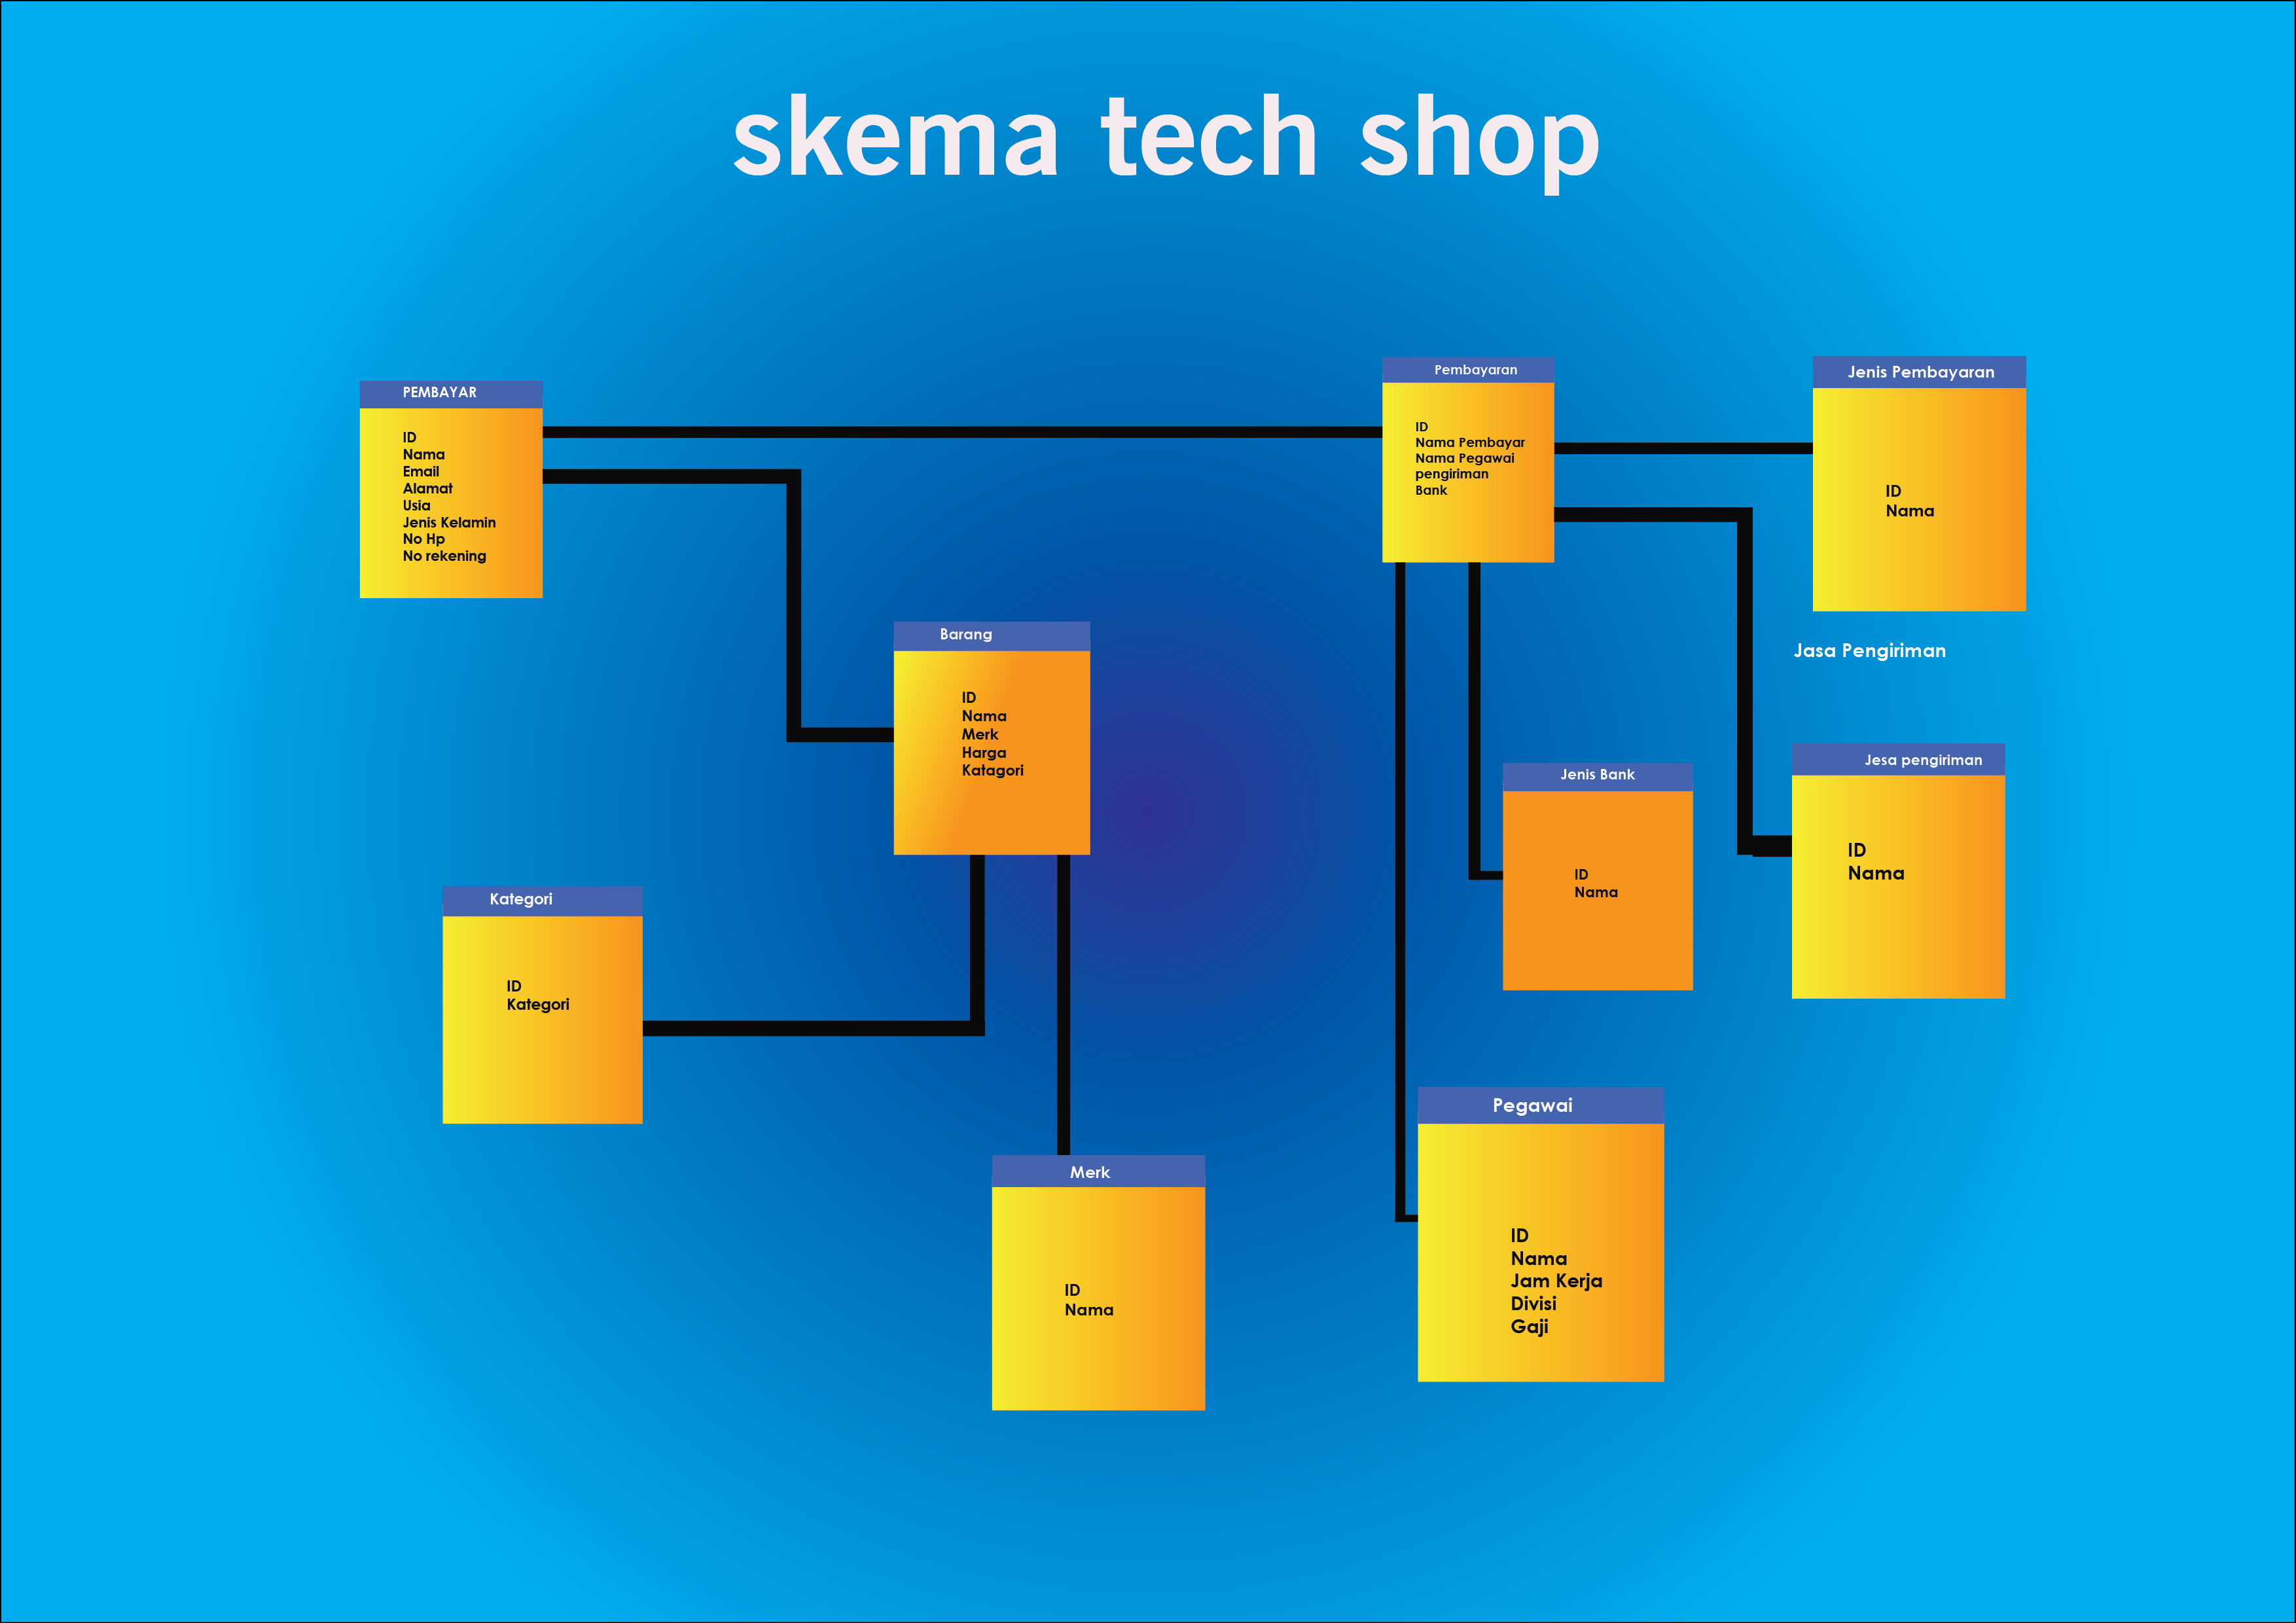 skema tech shop
PEMBAYAR
ID
Nama
Email
Alamat
Usia
Jenis Kelamin
No Hp
No rekening
Pembayaran
ID
Nama Pembayar
Nama Pegawai
pengiriman
Bank
Jenis Pembayaran
ID
Nama
Barang
ID
Nama
Merk
Harga
Katagori
Jasa Pengiriman
Jesa pengiriman
ID
Nama
Jenis Bank
ID
Nama
Kategori
ID
Kategori
Merk
ID
Nama
Pegawai
ID
Nama
Jam Kerja
Divisi
Gaji